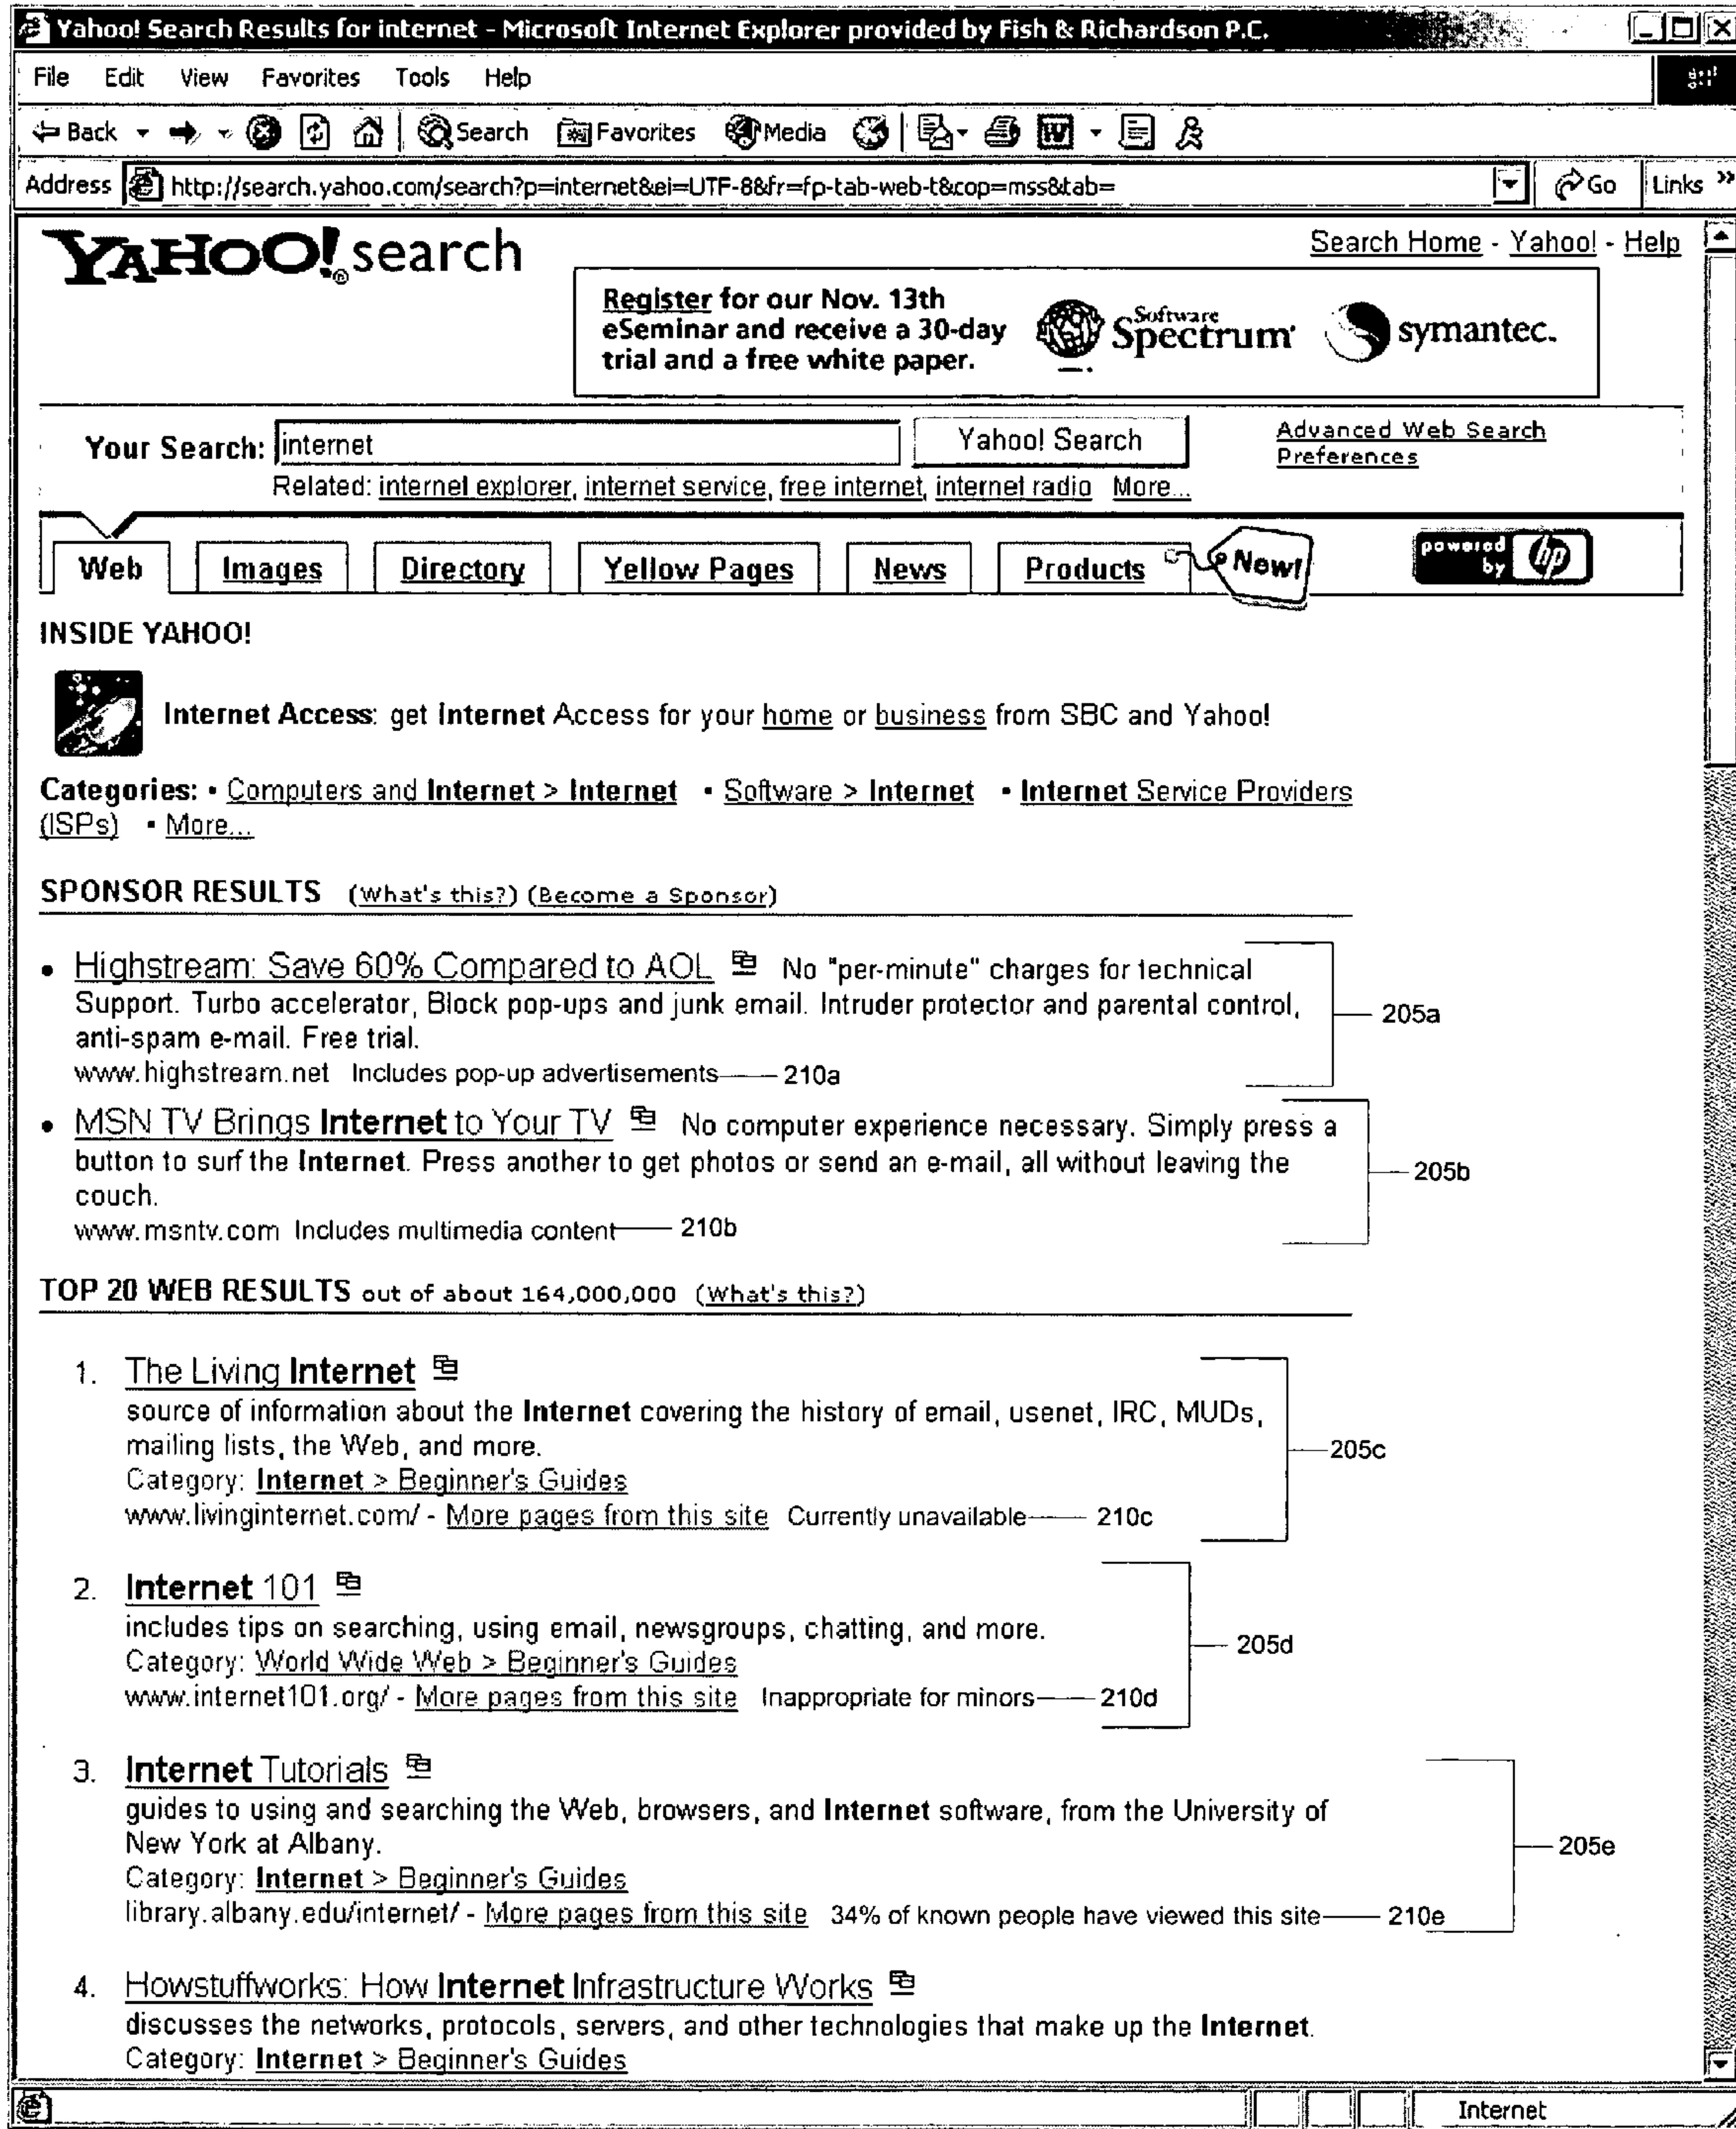 Yahoo! Search Results for internet - Microsoft Internet Explorer provided by Fish & Richardson P.C.
File Edit View Favorites Tools Help
Back Search Favorites Media
Address http://search.yahoo.com/search?p=internet&ei=UTF-8&fr=fp-tab-web-t&cop=mss&tab= Go Links »
YAHOO!® search
Search Home - Yahoo! - Help
Register for our Nov. 13th
eSeminar and receive a 30-day
trial and a free white paper.
Software
Spectrum
symantec.
Your Search: internet Yahoo! Search
Advanced Web Search
Preferences
Related: internet explorer, internet service, free internet, internet radio More...
Web Images Directory Yellow Pages News Products New!
powered
by hp
INSIDE YAHOO!
Internet Access: get Internet Access for your home or business from SBC and Yahoo!
Categories: • Computers and Internet > Internet • Software > Internet • Internet Service Providers
(ISPs) • More...
SPONSOR RESULTS (What's this?) (Become a Sponsor)
• Highstream: Save 60% Compared to AOL No "per-minute" charges for technical
Support. Turbo accelerator, Block pop-ups and junk email. Intruder protector and parental control,
anti-spam e-mail. Free trial.
www.highstream.net Includes pop-up advertisements 210a
205a
• MSN TV Brings Internet to Your TV No computer experience necessary. Simply press a
button to surf the Internet. Press another to get photos or send an e-mail, all without leaving the
couch.
www.msntv.com Includes multimedia content 210b
205b
TOP 20 WEB RESULTS out of about 164,000,000 (What's this?)
1. The Living Internet
source of information about the Internet covering the history of email, usenet, IRC, MUDs,
mailing lists, the Web, and more.
Category: Internet > Beginner's Guides
www.livinginternet.com/ - More pages from this site Currently unavailable 210c
205c
2. Internet 101
includes tips on searching, using email, newsgroups, chatting, and more.
Category: World Wide Web > Beginner's Guides
www.internet101.org/ - More pages from this site Inappropriate for minors 210d
205d
3. Internet Tutorials
guides to using and searching the Web, browsers, and Internet software, from the University of
New York at Albany.
Category: Internet > Beginner's Guides
library.albany.edu/internet/ - More pages from this site 34% of known people have viewed this site 210e
205e
4. Howstuffworks: How Internet Infrastructure Works
discusses the networks, protocols, servers, and other technologies that make up the Internet.
Category: Internet > Beginner's Guides
Internet